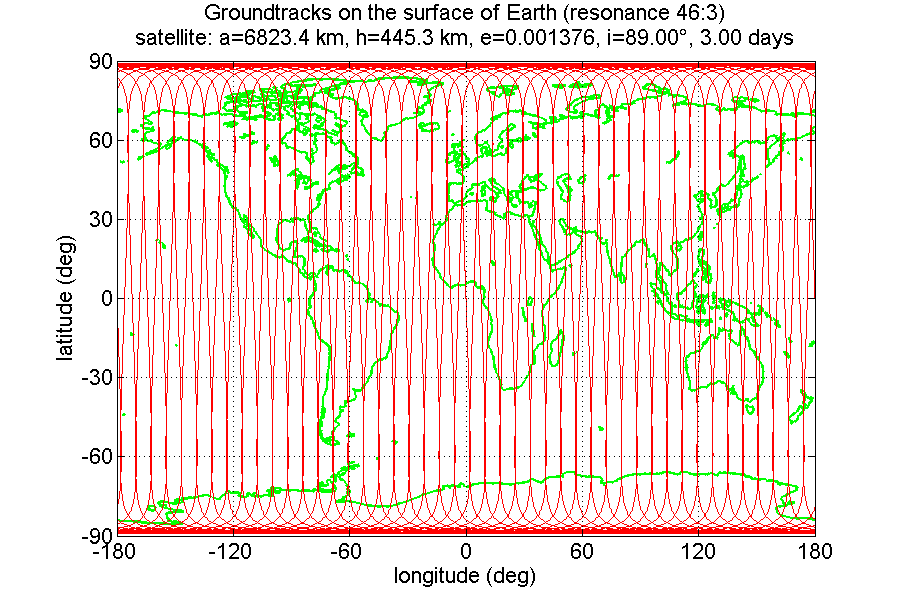 Groundtracks on the surface of Earth (resonance 46:3)
satellite: a=6823.4 km, h=445.3 km, e=0.001376, i=89.00°, 3.00 days
90
60
30
0
-30
-60
-90
latitude (deg)
-180 -120 -60 0 60 120 180
longitude (deg)